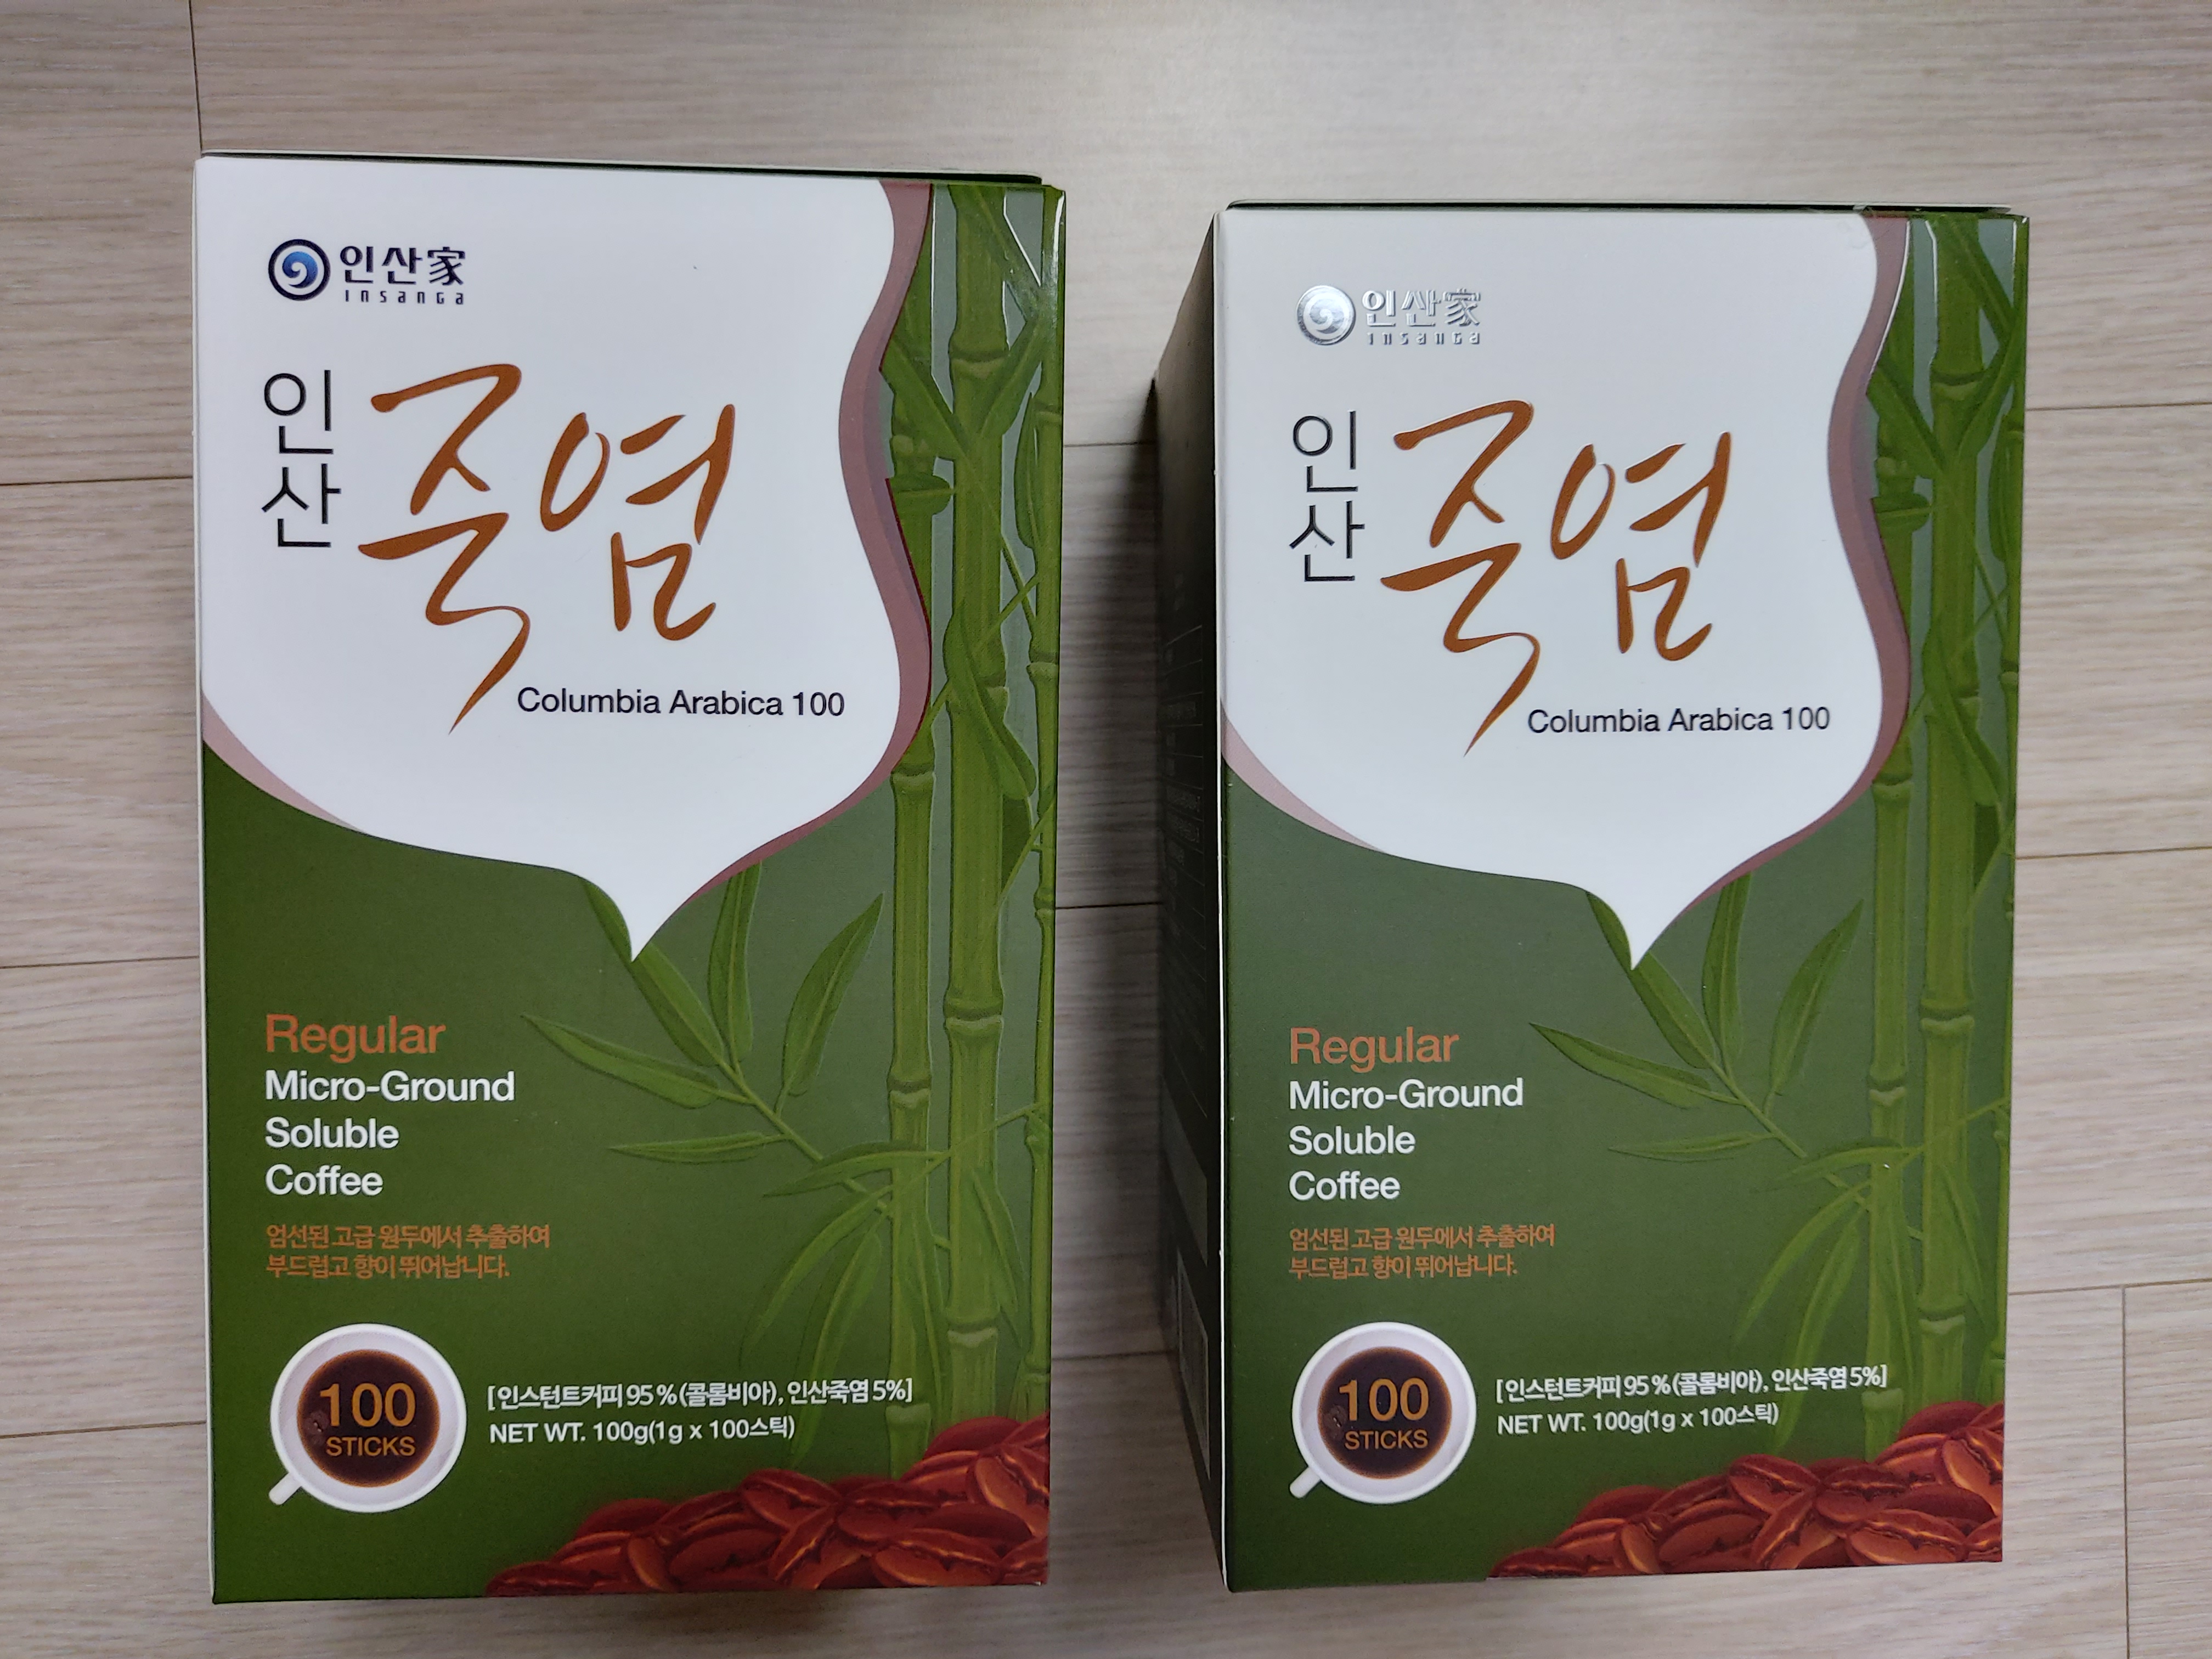 인산家
INSANGA
인산
죽염
Columbia Arabica 100
Regular
Micro-Ground
Soluble
Coffee
엄선된 고급 원두에서 추출하여
부드럽고 향이 뛰어납니다.
100
STICKS
[인스턴트커피 95%(콜롬비아), 인산죽염 5%]
NET WT. 100g(1g x 100스틱)
인산家
INSANGA
인산
죽염
Columbia Arabica 100
Regular
Micro-Ground
Soluble
Coffee
엄선된 고급 원두에서 추출하여
부드럽고 향이 뛰어납니다.
100
STICKS
[인스턴트커피 95%(콜롬비아), 인산죽염 5%]
NET WT. 100g(1g x 100스틱)